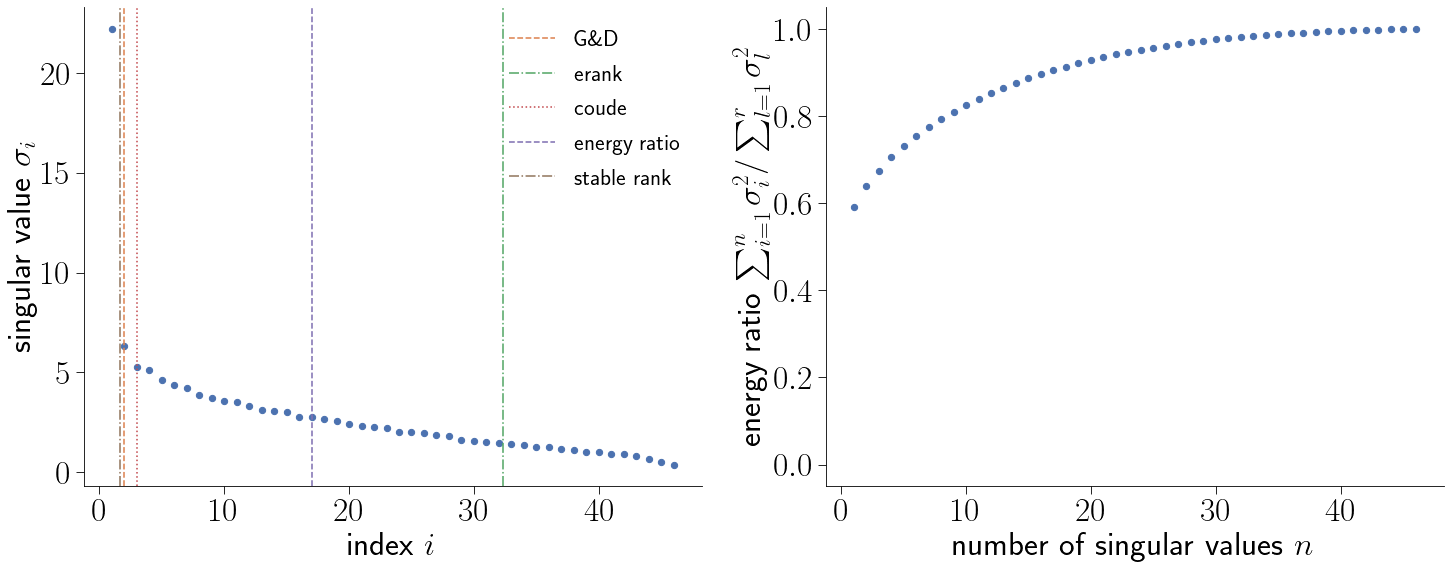 20
15
10
5
0
singular value σ_i
0 10 20 30 40
index i
G&D
erank
coude
energy ratio
stable rank
1.0
0.8
0.6
0.4
0.2
0.0
energy ratio ∑_{i=1}^{n} σ_i^2 / ∑_{l=1}^{r} σ_l^2
0 10 20 30 40
number of singular values n